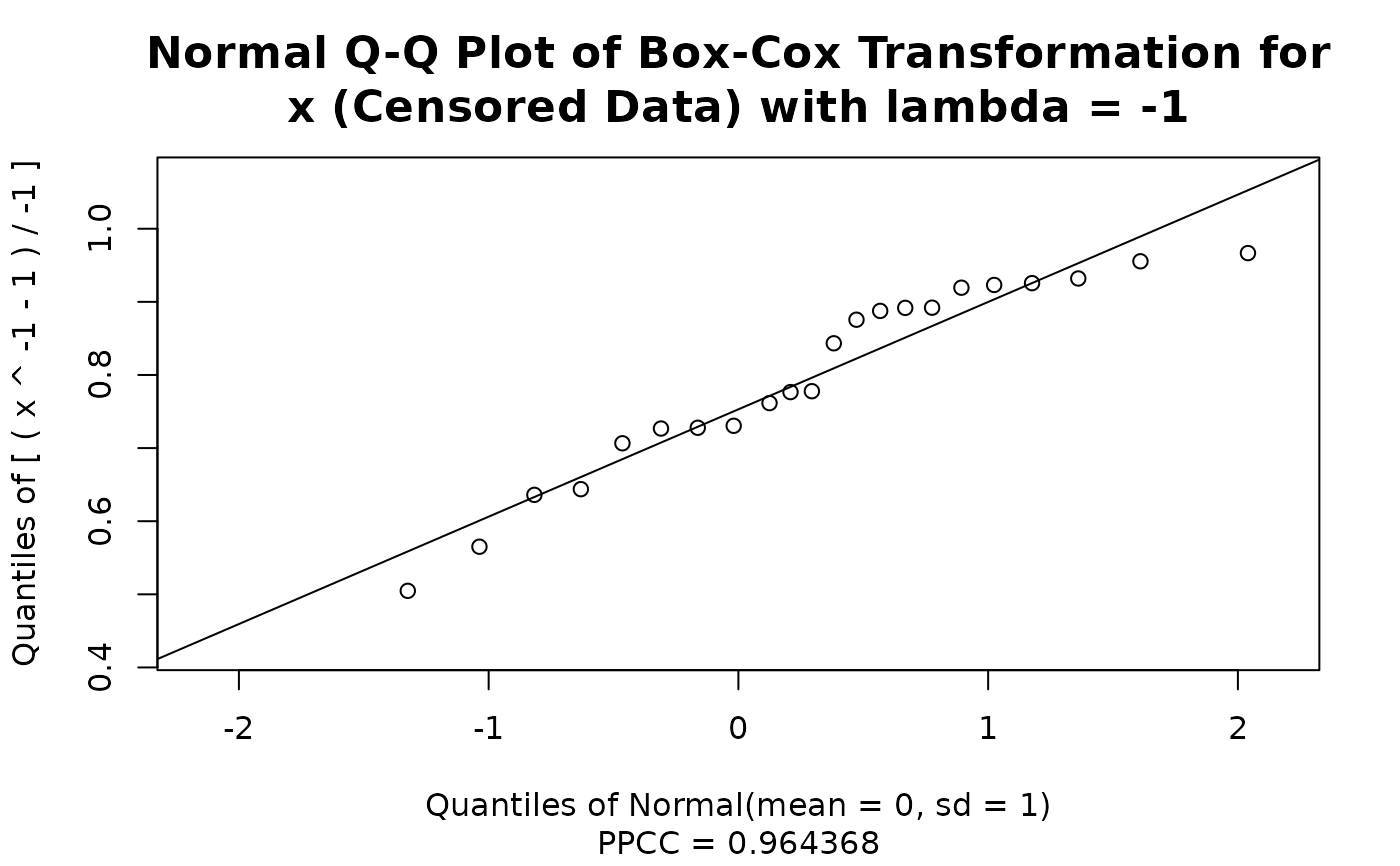 Normal Q-Q Plot of Box-Cox Transformation for
x (Censored Data) with lambda = -1
Quantiles of [ ( x ^ -1 - 1 ) / -1 ]
1.0
0.8
0.6
0.4
-2
-1
0
1
2
Quantiles of Normal(mean = 0, sd = 1)
PPCC = 0.964368